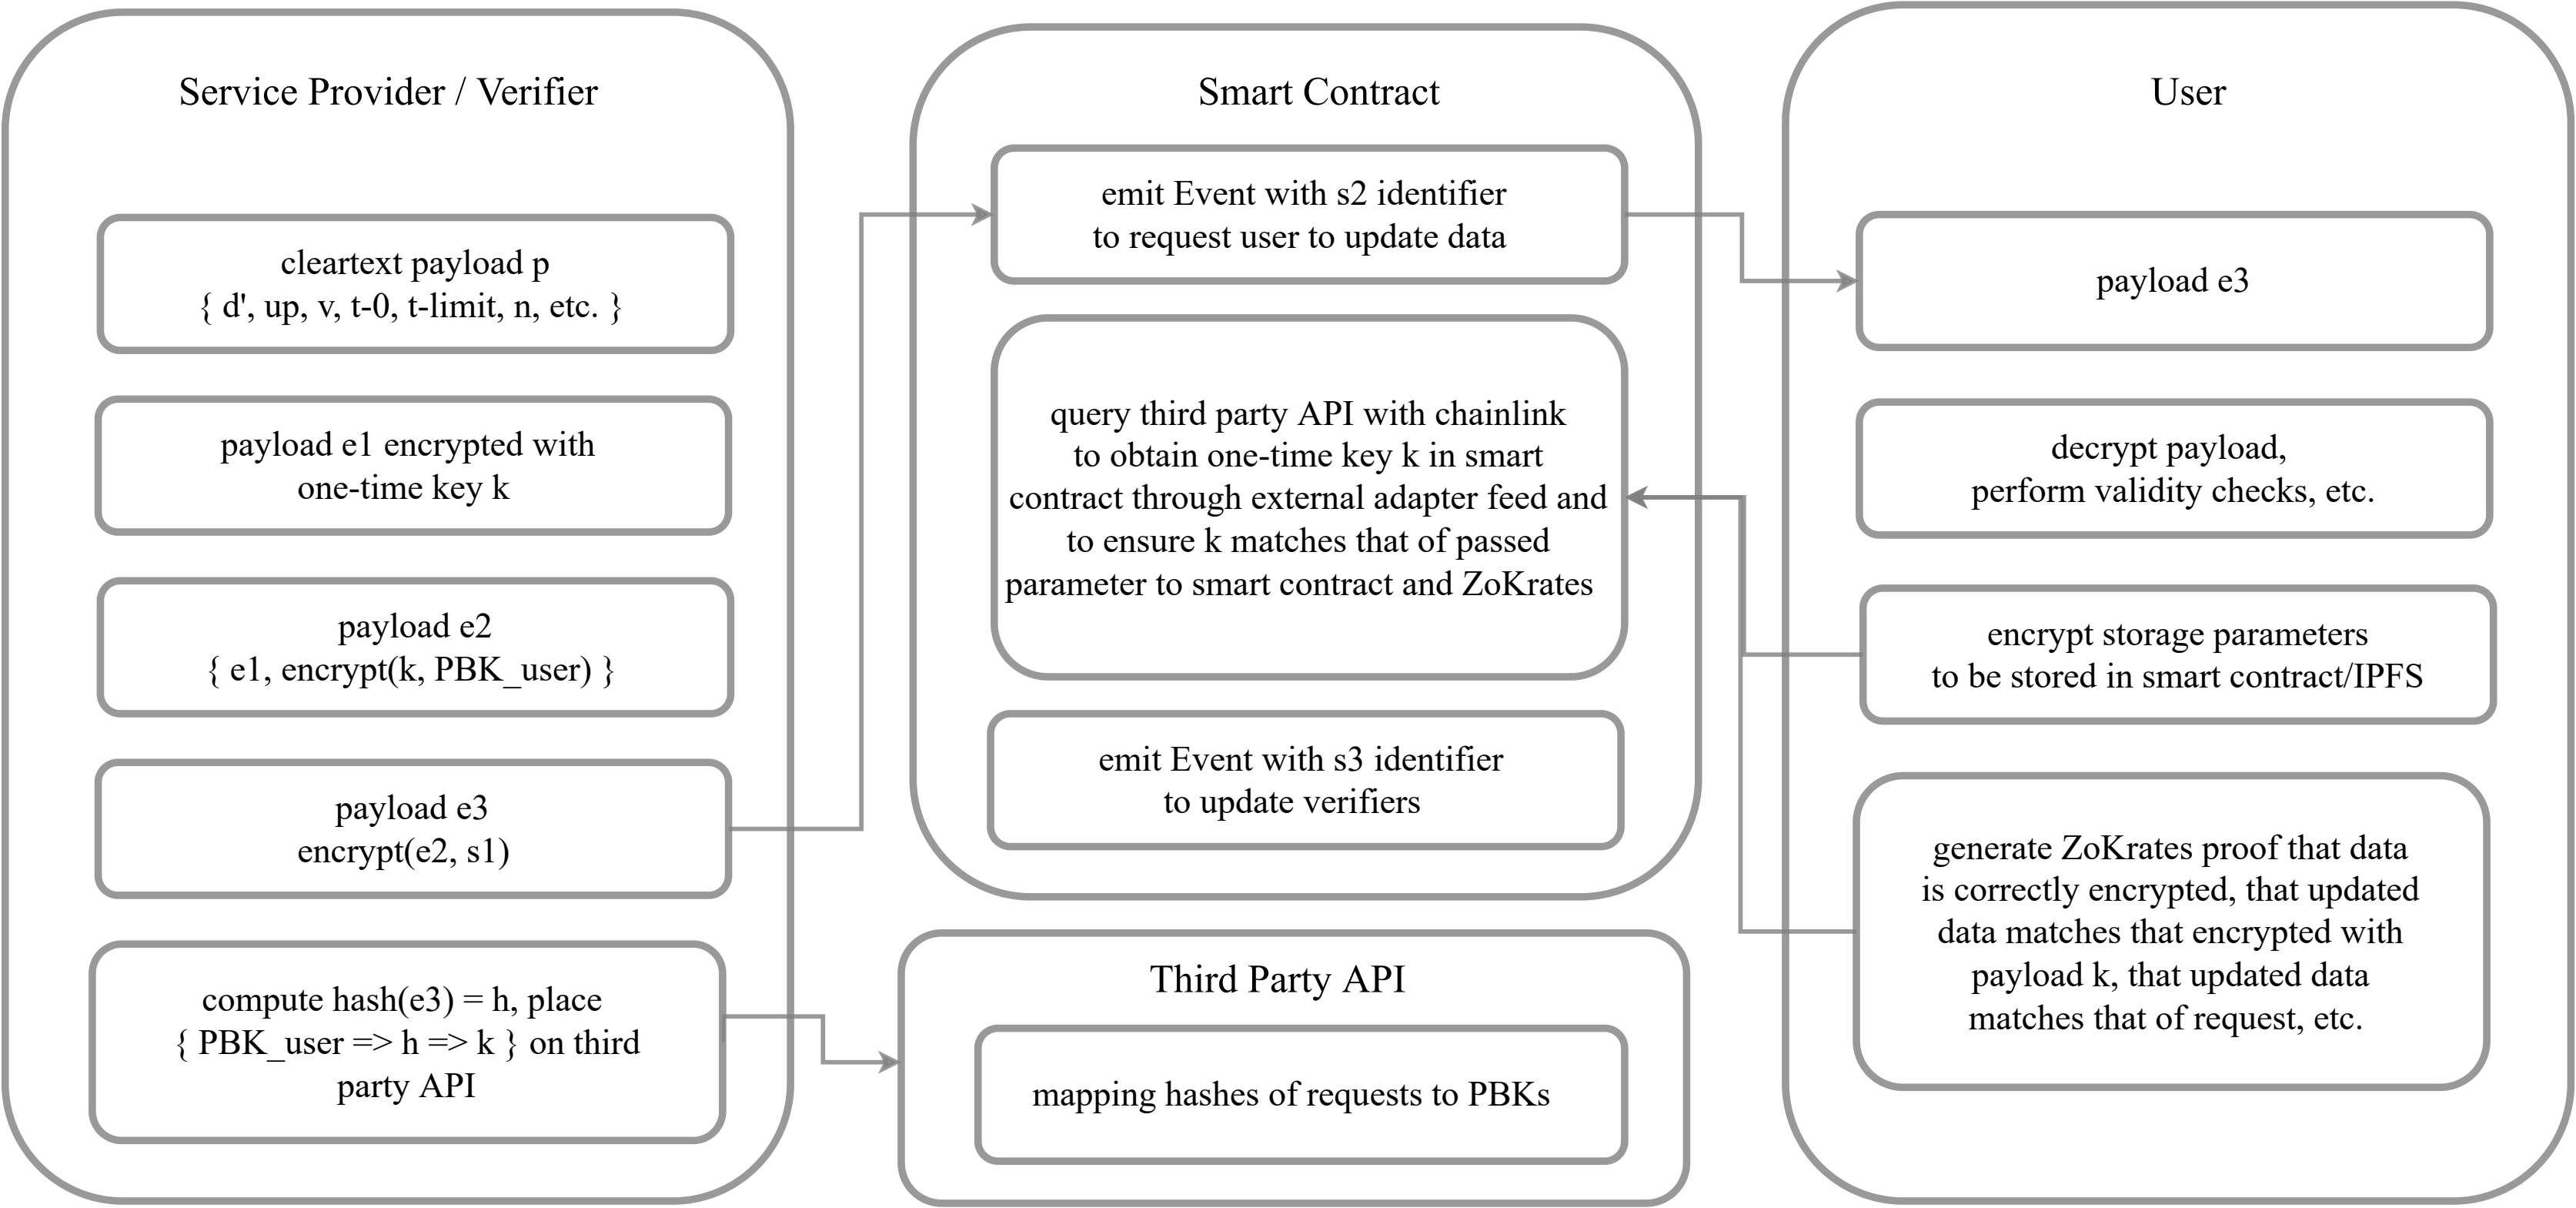 Service Provider / Verifier
cleartext payload p
{ d', up, v, t-0, t-limit, n, etc. }
payload e1 encrypted with
one-time key k
payload e2
{ e1, encrypt(k, PBK_user) }
payload e3
encrypt(e2, s1)
compute hash(e3) = h, place
{ PBK_user => h => k } on third
party API
Smart Contract
emit Event with s2 identifier
to request user to update data
query third party API with chainlink
to obtain one-time key k in smart
contract through external adapter feed and
to ensure k matches that of passed
parameter to smart contract and ZoKrates
emit Event with s3 identifier
to update verifiers
Third Party API
mapping hashes of requests to PBKs
User
payload e3
decrypt payload,
perform validity checks, etc.
encrypt storage parameters
to be stored in smart contract/IPFS
generate ZoKrates proof that data
is correctly encrypted, that updated
data matches that encrypted with
payload k, that updated data
matches that of request, etc.